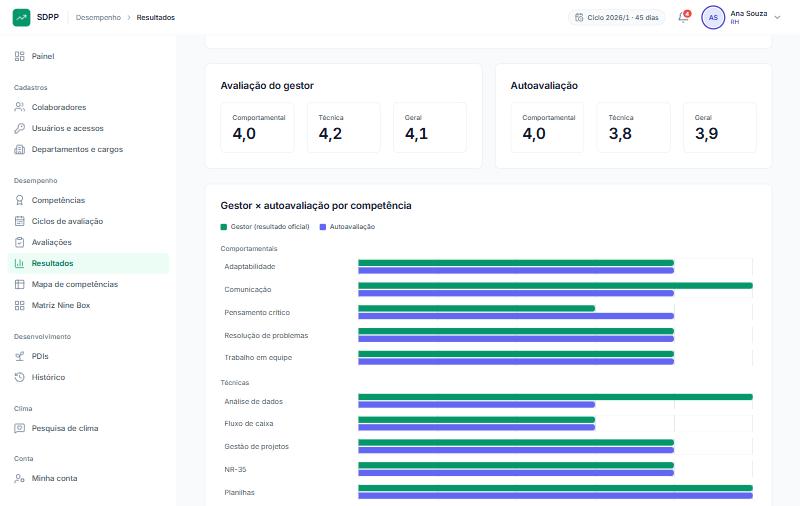 SDPP
Desempenho > Resultados
Ciclo 2026/1 · 45 dias
4
AS
Ana Souza
RH
Painel
Cadastros
Colaboradores
Usuários e acessos
Departamentos e cargos
Desempenho
Competências
Ciclos de avaliação
Avaliações
Resultados
Mapa de competências
Matriz Nine Box
Desenvolvimento
PDIs
Histórico
Clima
Pesquisa de clima
Conta
Minha conta
Avaliação do gestor
Comportamental
4,0
Técnica
4,2
Geral
4,1
Autoavaliação
Comportamental
4,0
Técnica
3,8
Geral
3,9
Gestor × autoavaliação por competência
Gestor (resultado oficial)
Autoavaliação
Comportamentais
Adaptabilidade
Comunicação
Pensamento crítico
Resolução de problemas
Trabalho em equipe
Técnicas
Análise de dados
Fluxo de caixa
Gestão de projetos
NR-35
Planilhas